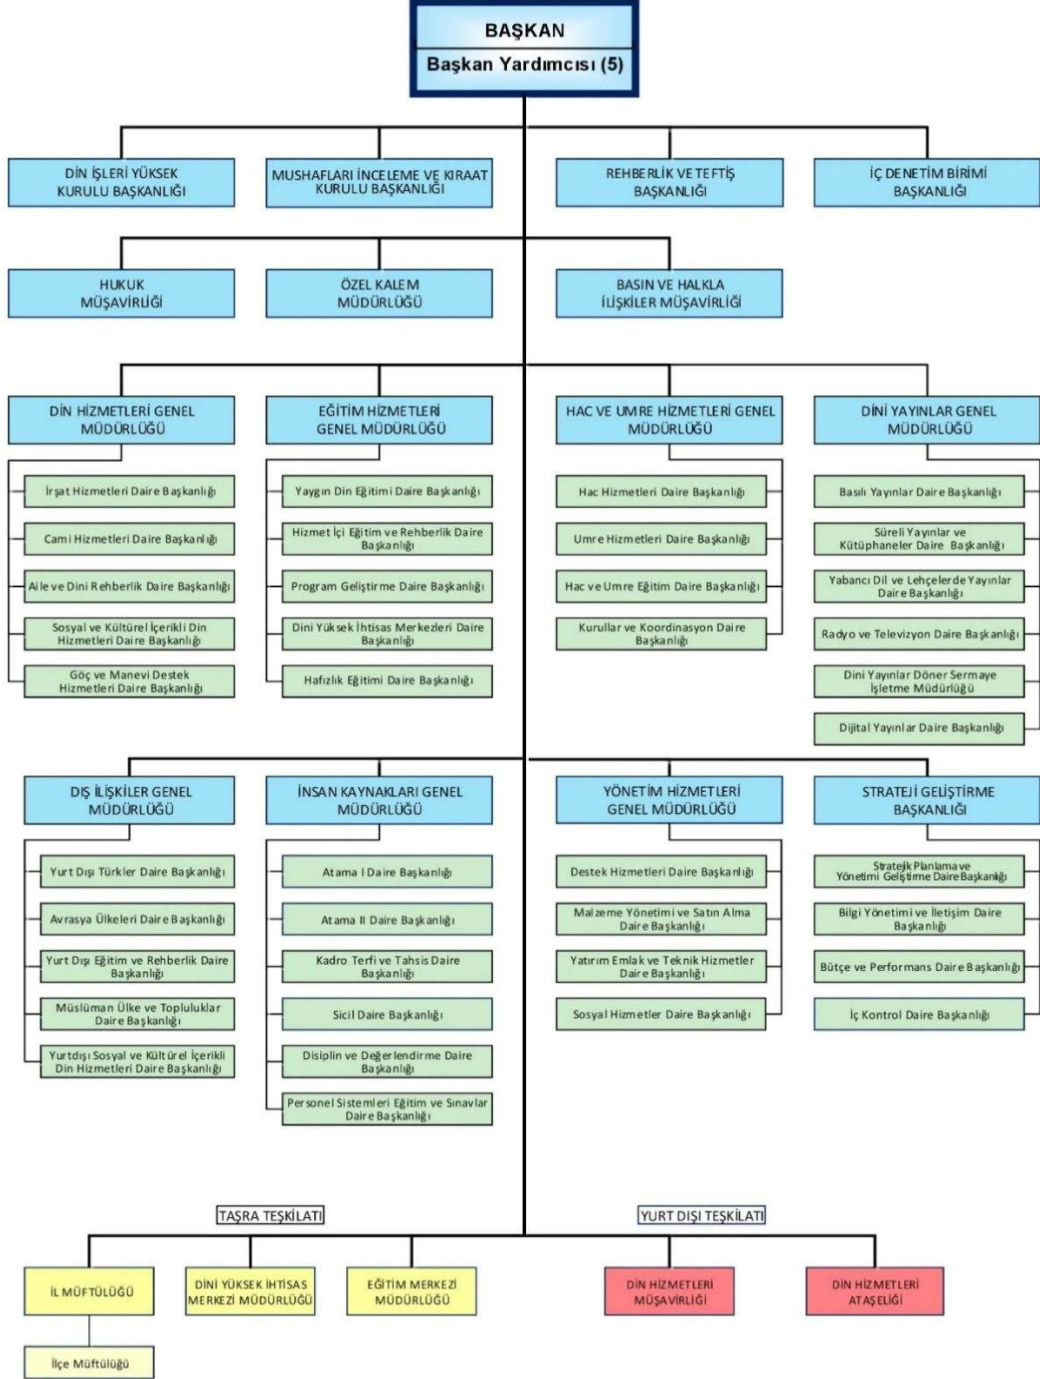 BAŞKAN
Başkan Yardımcısı (5)
DİN İŞLERİ YÜKSEK
KURULU BAŞKANLIĞI
MUSHAFLARI İNCELEME VE KIRAAT
KURULU BAŞKANLIĞI
REHBERLİK VE TEFTİŞ
BAŞKANLIĞI
İÇ DENETİM BİRİMİ
BAŞKANLIĞI
HUKUK
MÜŞAVİRLİĞİ
ÖZEL KALEM
MÜDÜRLÜĞÜ
BASIN VE HALKLA
İLİŞKİLER MÜŞAVİRLİĞİ
DİN HİZMETLERİ GENEL
MÜDÜRLÜĞÜ
İrşat Hizmetleri Daire Başkanlığı
Cami Hizmetleri Daire Başkanlığı
Aile ve Dini Rehberlik Daire Başkanlığı
Sosyal ve Kültürel İçerikli Din
Hizmetleri Daire Başkanlığı
Göç ve Manevi Destek
Hizmetleri Daire Başkanlığı
EĞİTİM HİZMETLERİ
GENEL MÜDÜRLÜĞÜ
Yaygın Din Eğitimi Daire Başkanlığı
Hizmet İçi Eğitim ve Rehberlik Daire
Başkanlığı
Program Geliştirme Daire Başkanlığı
Dini Yüksek İhtisas Merkezleri Daire
Başkanlığı
Hafızlık Eğitimi Daire Başkanlığı
HAC VE UMRE HİZMETLERİ GENEL
MÜDÜRLÜĞÜ
Hac Hizmetleri Daire Başkanlığı
Umre Hizmetleri Daire Başkanlığı
Hac ve Umre Eğitim Daire Başkanlığı
Kurullar ve Koordinasyon Daire
Başkanlığı
DİNİ YAYINLAR GENEL
MÜDÜRLÜĞÜ
Basılı Yayınlar Daire Başkanlığı
Süreli Yayınlar ve
Kütüphaneler Daire Başkanlığı
Yabancı Dil ve Lehçelerde Yayınlar
Daire Başkanlığı
Radyo ve Televizyon Daire Başkanlığı
Dini Yayınlar Döner Sermaye
İşletme Müdürlüğü
Dijital Yayınlar Daire Başkanlığı
DIŞ İLİŞKİLER GENEL
MÜDÜRLÜĞÜ
Yurt Dışı Türkler Daire Başkanlığı
Avrasya Ülkeleri Daire Başkanlığı
Yurt Dışı Eğitim ve Rehberlik Daire
Başkanlığı
Müslüman Ülke ve Topluluklar
Daire Başkanlığı
Yurtdışı Sosyal ve Kültürel İçerikli
Din Hizmetleri Daire Başkanlığı
İNSAN KAYNAKLARI GENEL
MÜDÜRLÜĞÜ
Atama I Daire Başkanlığı
Atama II Daire Başkanlığı
Kadro Terfi ve Tahsis Daire
Başkanlığı
Sicil Daire Başkanlığı
Disiplin ve Değerlendirme Daire
Başkanlığı
Personel Sistemleri Eğitim ve Sınavlar
Daire Başkanlığı
YÖNETİM HİZMETLERİ
GENEL MÜDÜRLÜĞÜ
Destek Hizmetleri Daire Başkanlığı
Malzeme Yönetimi ve Satın Alma
Daire Başkanlığı
Yatırım Emlak ve Teknik Hizmetler
Daire Başkanlığı
Sosyal Hizmetler Daire Başkanlığı
STRATEJİ GELİŞTİRME
BAŞKANLIĞI
Stratejik Planlama ve
Yönetimi Geliştirme Daire Başkanlığı
Bilgi Yönetimi ve İletişim Daire
Başkanlığı
Bütçe ve Performans Daire Başkanlığı
İç Kontrol Daire Başkanlığı
TAŞRA TEŞKİLATI
YURT DIŞI TEŞKİLATI
İL MÜFTÜLÜĞÜ
DİNİ YÜKSEK İHTİSAS
MERKEZİ MÜDÜRLÜĞÜ
EĞİTİM MERKEZİ
MÜDÜRLÜĞÜ
DİN HİZMETLERİ
MÜŞAVİRLİĞİ
DİN HİZMETLERİ
ATAŞELİĞİ
İlçe Müftülüğü